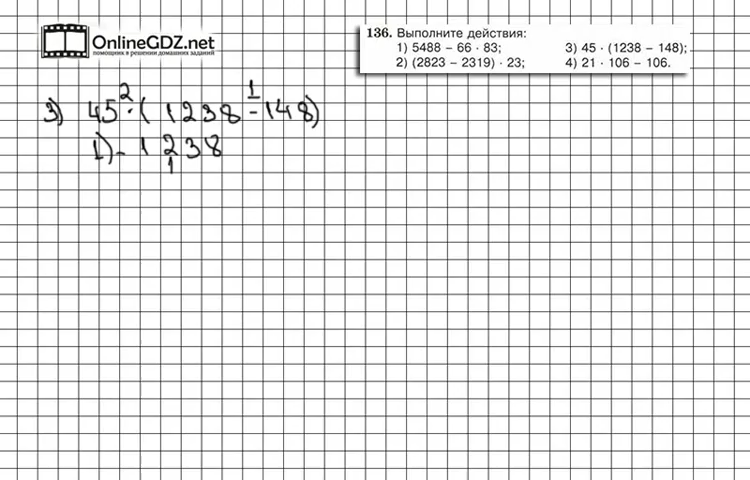 OnlineGDZ.net
помощник в решении домашних заданий
136. Выполните действия:
1) 5488 – 66 · 83;
2) (2823 – 2319) · 23;
3) 45 · (1238 – 148);
4) 21 · 106 – 106.
2 1
3) 45 · ( 1238 – 148)
1) – 1238
1